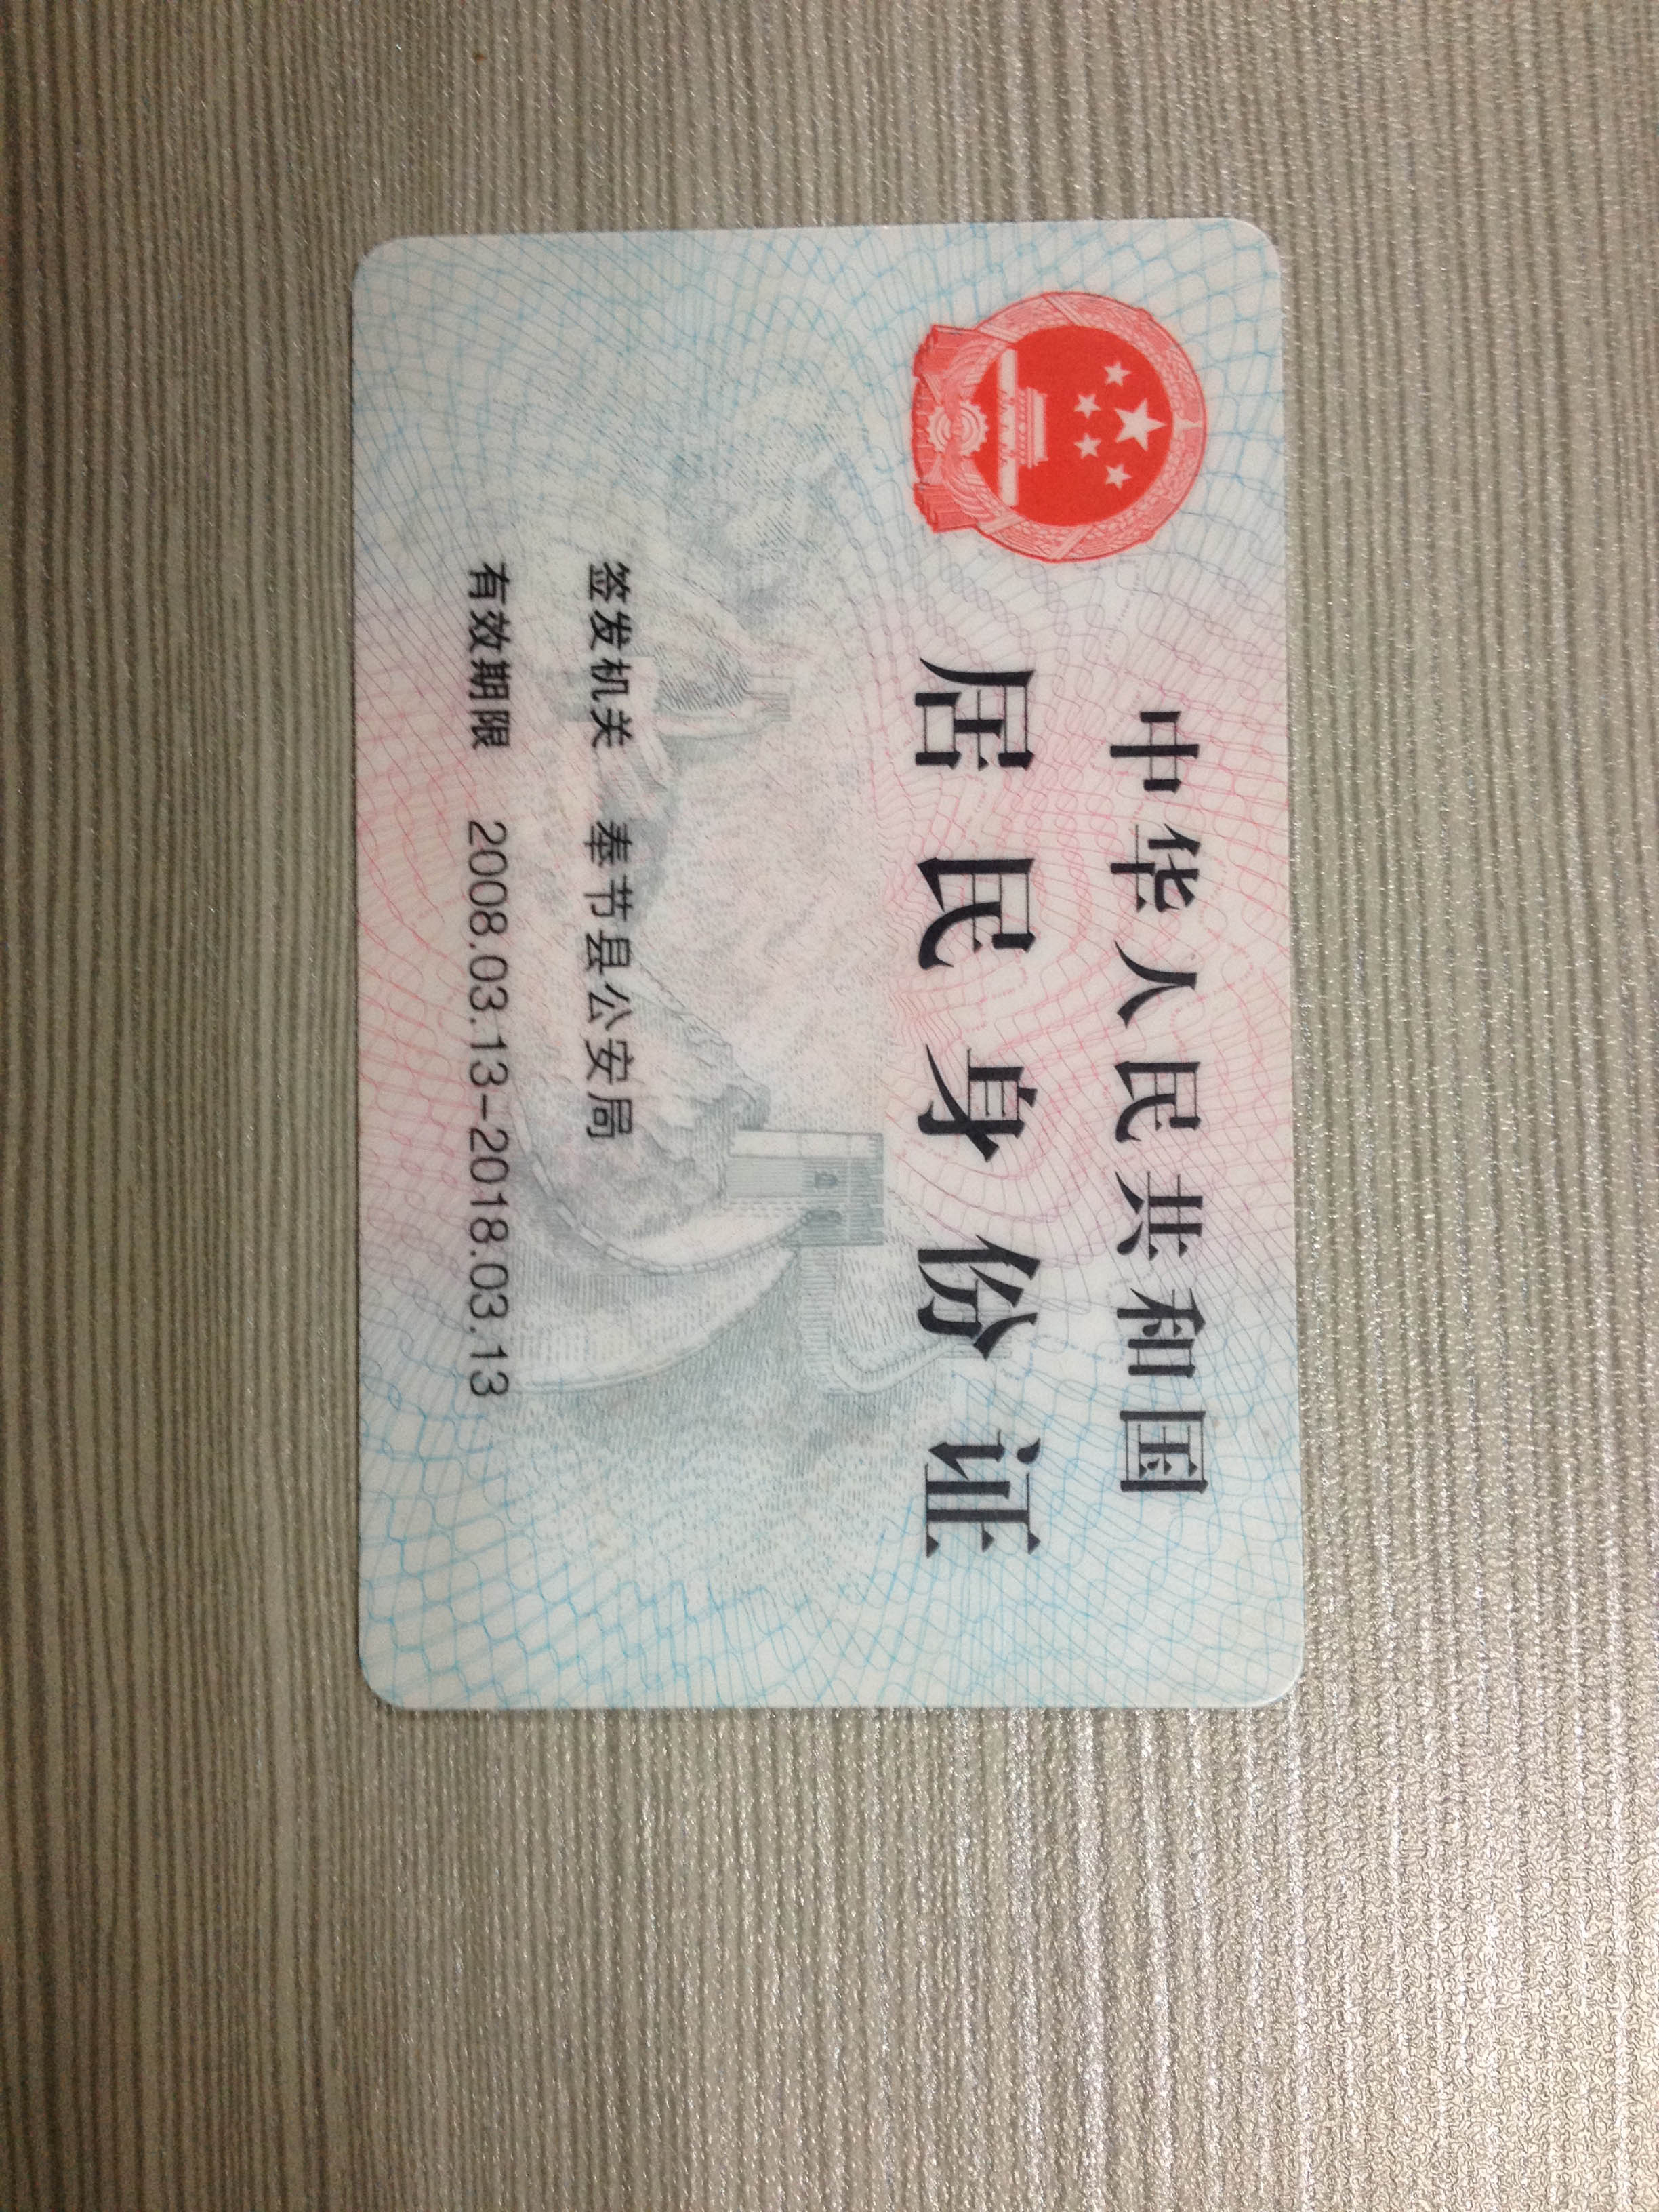 中华人民共和国
居民身份证
签发机关 奉节县公安局
有效期限 2008.03.13-2018.03.13